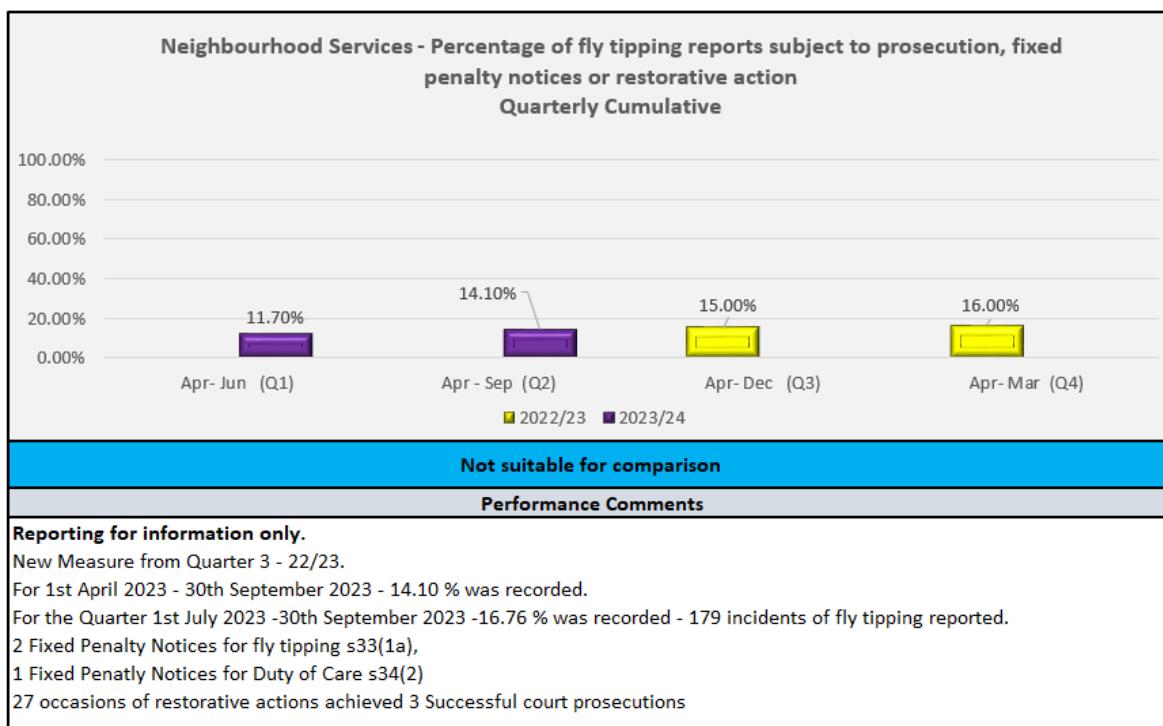 Neighbourhood Services - Percentage of fly tipping reports subject to prosecution, fixed
penalty notices or restorative action
Quarterly Cumulative
100.00%
80.00%
60.00%
40.00%
20.00%
0.00%
11.70%
14.10%
15.00%
16.00%
Apr- Jun (Q1)
Apr - Sep (Q2)
Apr- Dec (Q3)
Apr- Mar (Q4)
2022/23 2023/24
Not suitable for comparison
Performance Comments
Reporting for information only.
New Measure from Quarter 3 - 22/23.
For 1st April 2023 - 30th September 2023 - 14.10 % was recorded.
For the Quarter 1st July 2023 -30th September 2023 -16.76 % was recorded - 179 incidents of fly tipping reported.
2 Fixed Penalty Notices for fly tipping s33(1a),
1 Fixed Penatly Notices for Duty of Care s34(2)
27 occasions of restorative actions achieved 3 Successful court prosecutions